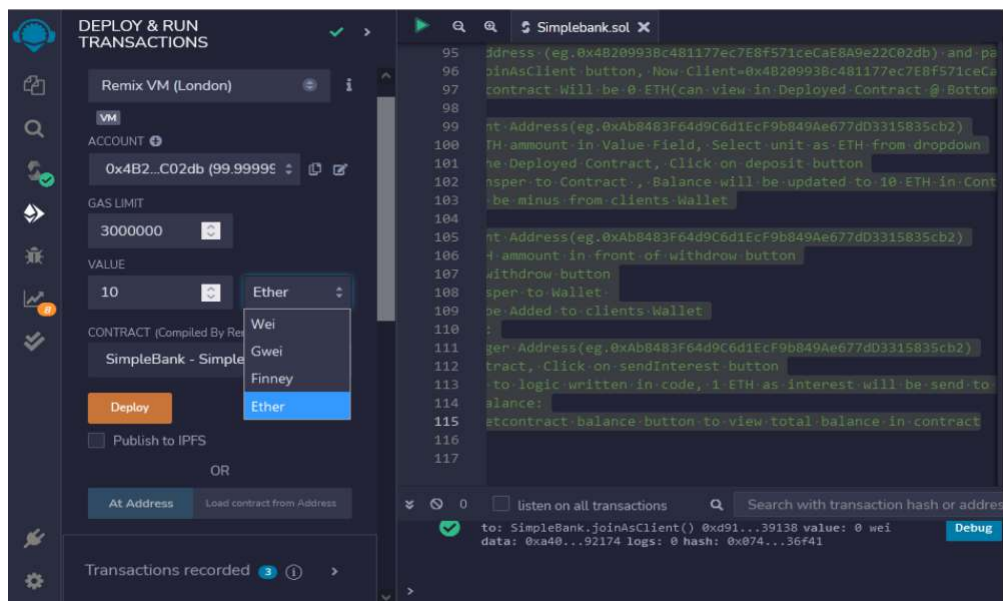 DEPLOY & RUN
TRANSACTIONS
Remix VM (London)
i
VM
ACCOUNT
0x4B2...C02db (99.99999
GAS LIMIT
3000000
VALUE
10
Ether
Wei
Gwei
Finney
Ether
CONTRACT (Compiled By Re
SimpleBank - Simple
Deploy
Publish to IPFS
OR
At Address
Load contract from Address
Transactions recorded 3 i
8
Simplebank.sol
95 ddress (eg.0x4B20993Bc481177ec7E8f571ceCaE8A9e22C02db) and pa
96 oinAsClient button, Now Client=0x4B20993Bc481177ec7E8f571ceCa
97 contract Will be 0 ETH(can view in Deployed Contract @ Bottom
98
99 nt Address(eg.0xAb8483F64d9C6d1EcF9b849Ae677dD3315835cb2)
100 TH ammount in Value Field, Select unit as ETH from dropdown
101 he Deployed Contract, Click on deposit button
102 nsper to Contract , Balance will be updated to 10 ETH in Cont
103 be minus from clients Wallet
104
105 nt Address(eg.0xAb8483F64d9C6d1EcF9b849Ae677dD3315835cb2)
106 H ammount in front of withdrow button
107 withdrow button
108 sper to Wallet
109 be Added to clients Wallet
110 :
111 ger Address(eg.0xAb8483F64d9C6d1EcF9b849Ae677dD3315835cb2)
112 tract, Click on sendInterest button
113 to logic written in code, 1 ETH as interest will be send to
114 alance:
115 etcontract balance button to view total balance in contract
116
117
0
listen on all transactions
Search with transaction hash or addres
to: SimpleBank.joinAsClient() 0xd91...39138 value: 0 wei
data: 0xa40...92174 logs: 0 hash: 0x074...36f41
Debug
>